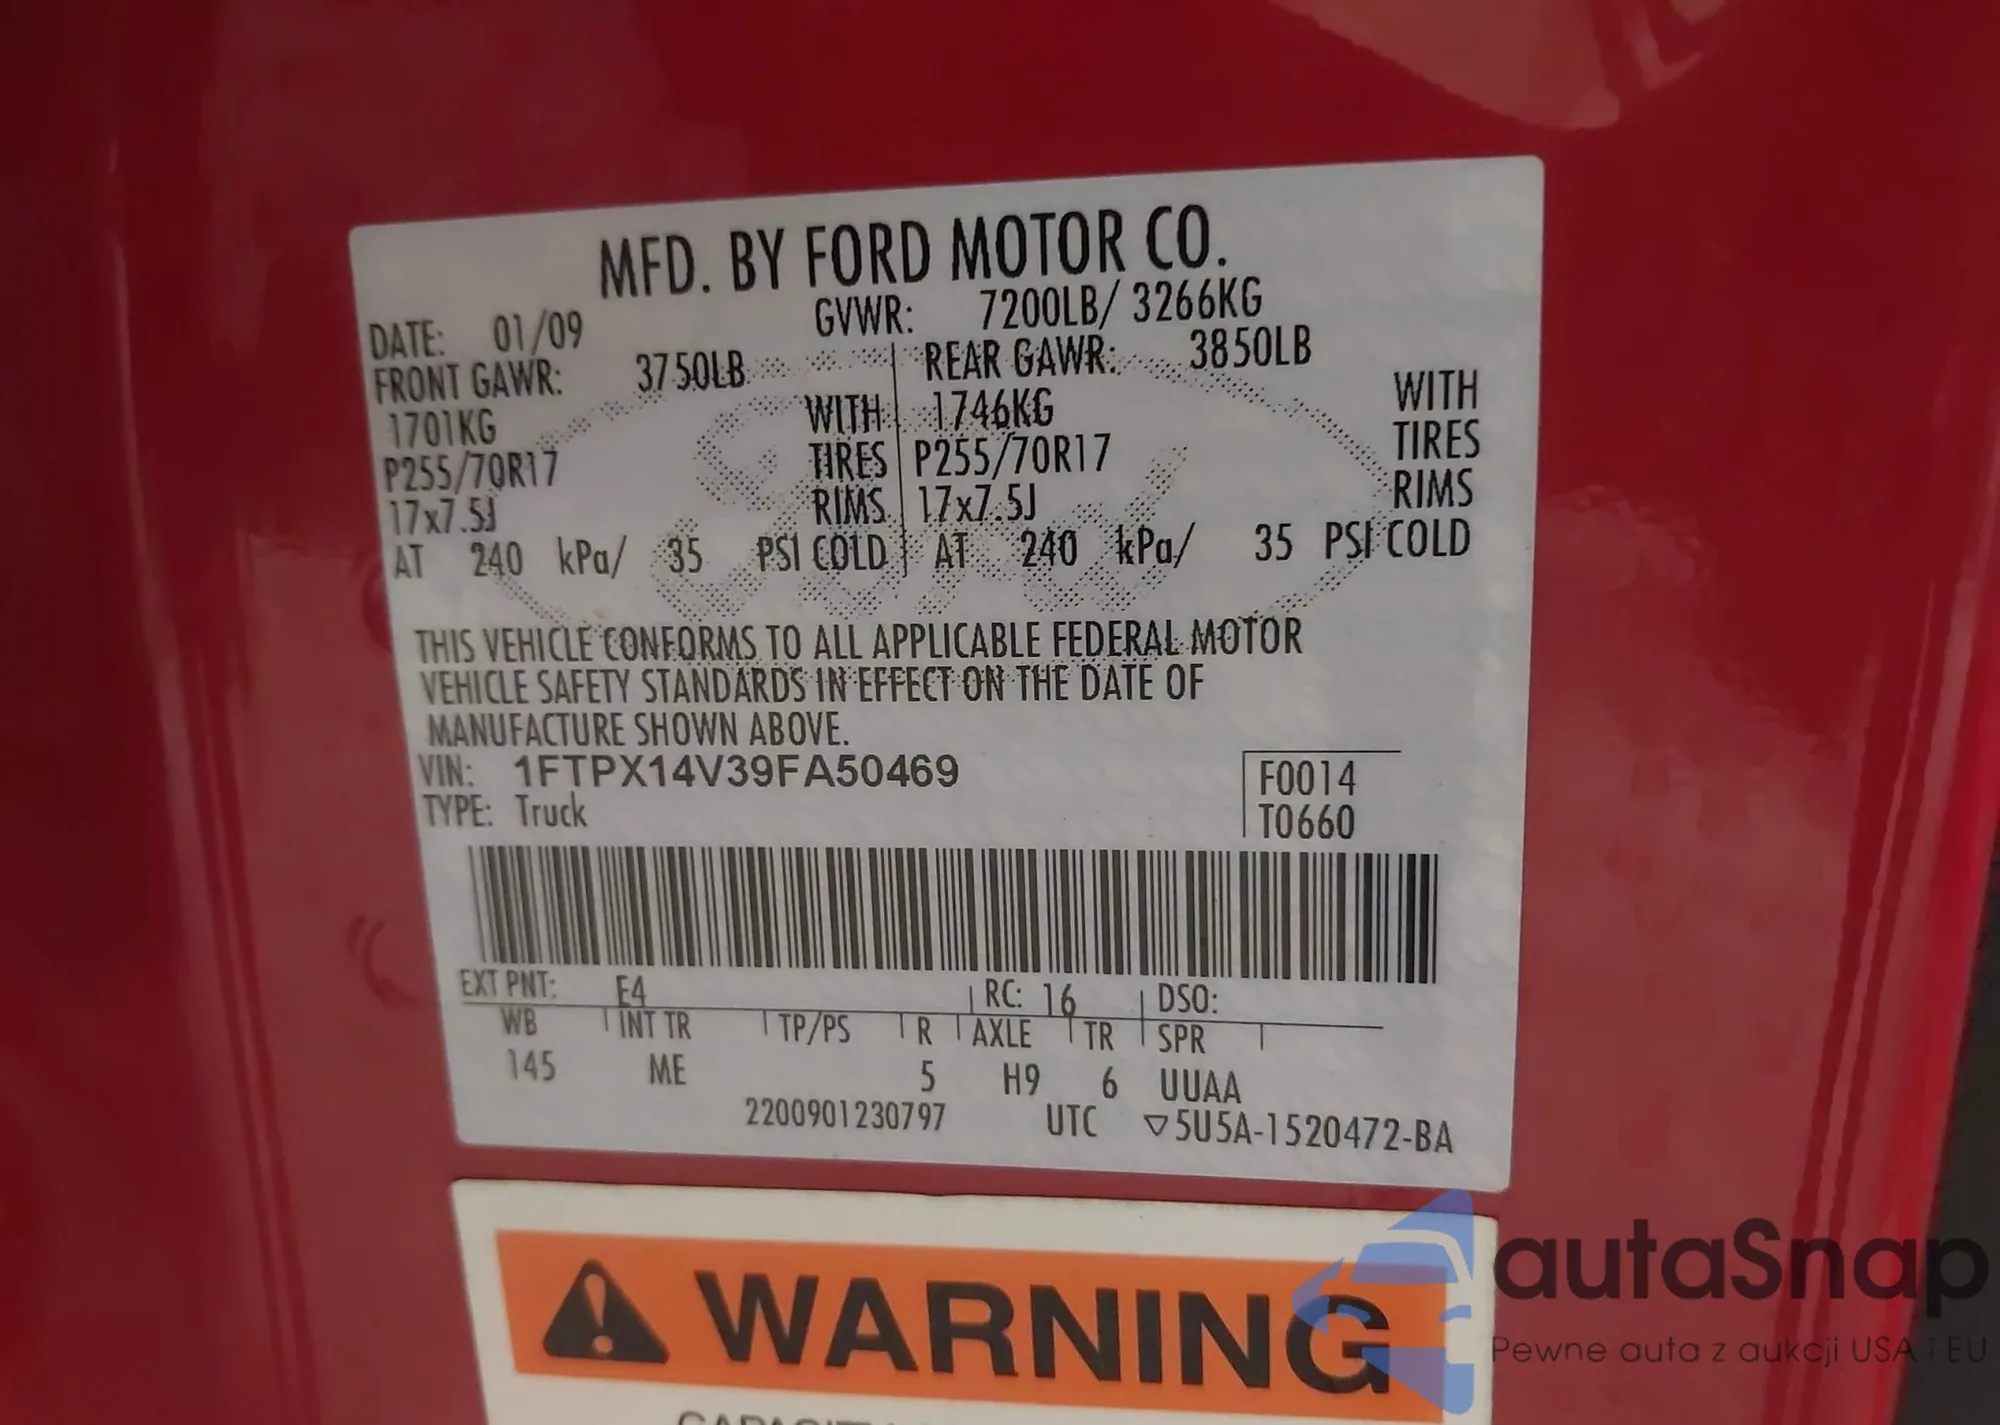 MFD. BY FORD MOTOR CO.
DATE: 01/09 GVWR: 7200LB/ 3266KG
FRONT GAWR: 3750LB REAR GAWR: 3850LB
1701KG WITH 1746KG WITH
P255/70R17 TIRES P255/70R17 TIRES
17x7.5J RIMS 17x7.5J RIMS
AT 240 kPa/ 35 PSI COLD AT 240 kPa/ 35 PSI COLD
THIS VEHICLE CONFORMS TO ALL APPLICABLE FEDERAL MOTOR
VEHICLE SAFETY STANDARDS IN EFFECT ON THE DATE OF
MANUFACTURE SHOWN ABOVE.
VIN: 1FTPX14V39FA50469 F0014
TYPE: Truck T0660
EXT PNT: E4 RC: 16 DSO:
WB INT TR TP/PS R AXLE TR SPR
145 ME 5 H9 6 UUAA
2200901230797 UTC ▽5U5A-1520472-BA
WARNING
autaSnap
Pewne auta z aukcji USA i EU